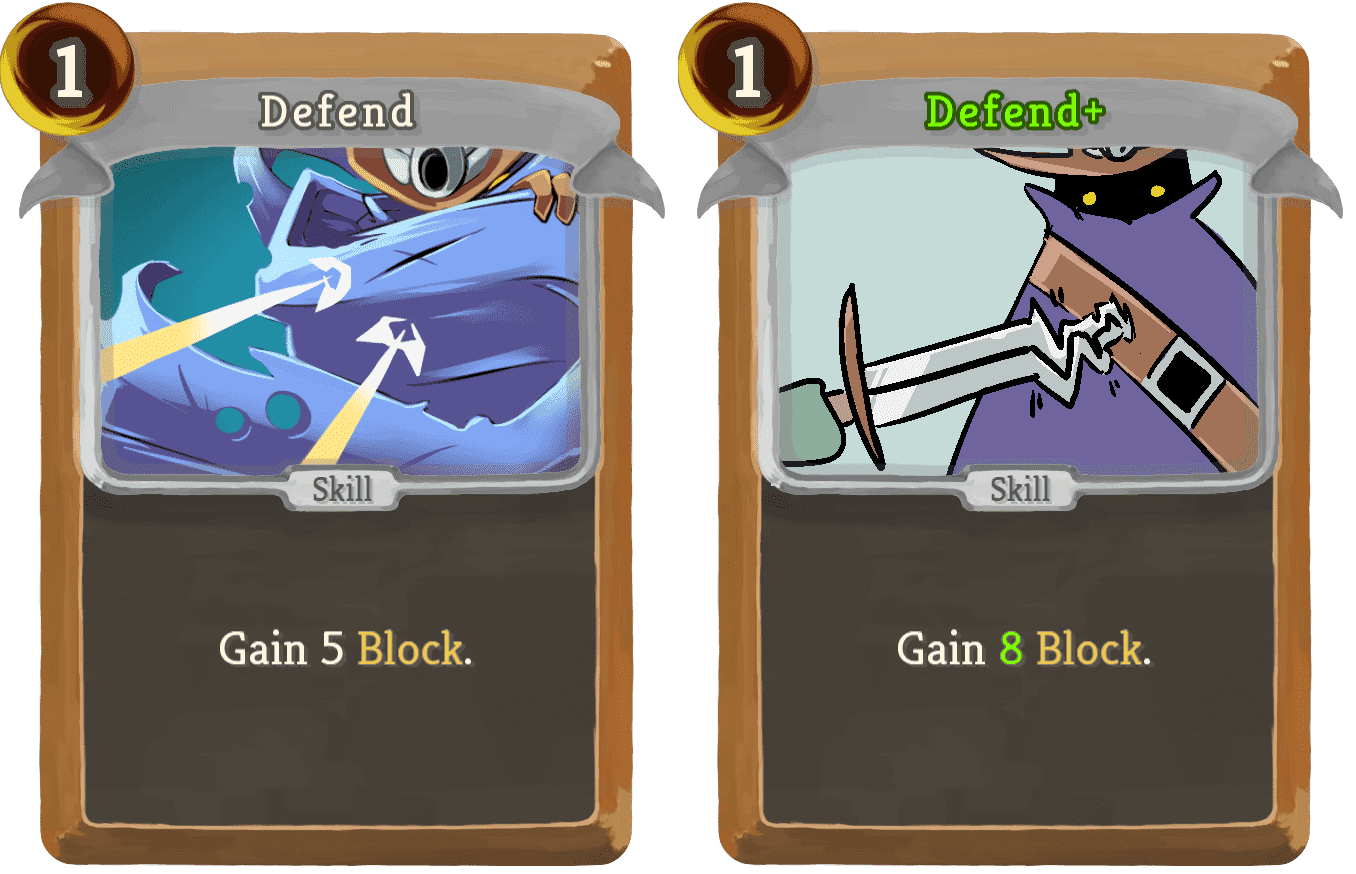 1
Defend
Skill
Gain 5 Block.
1
Defend+
Skill
Gain 8 Block.